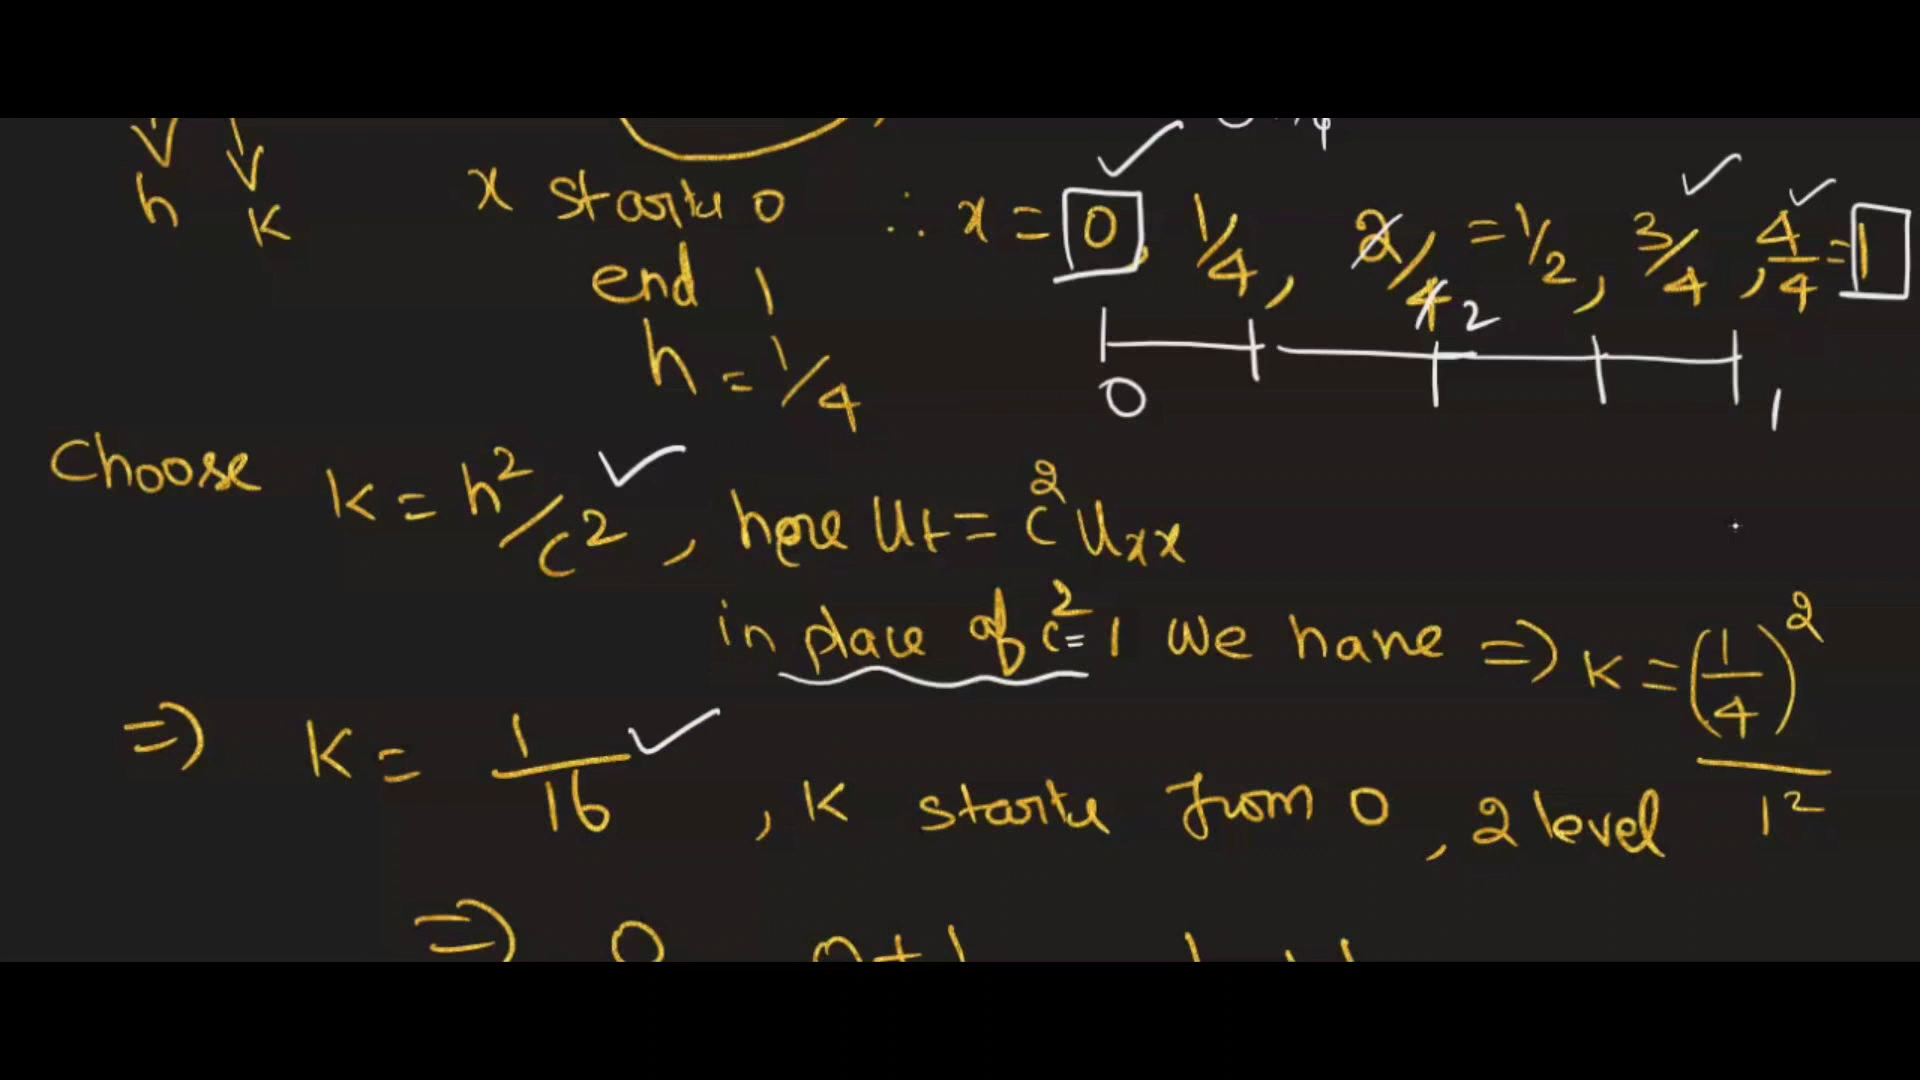 h K
x starts 0 ∴ x = 0, 1/4, 2/4 2 = 1/2, 3/4, 4/4 = 1
end 1
h = 1/4
0 1
Choose K = h²/c², here Ut = c² Uxx
in place of c² = 1 We have ⇒ K = (1/4)² / 1²
⇒ K = 1/16, K starts from 0, 2 level
⇒ 0